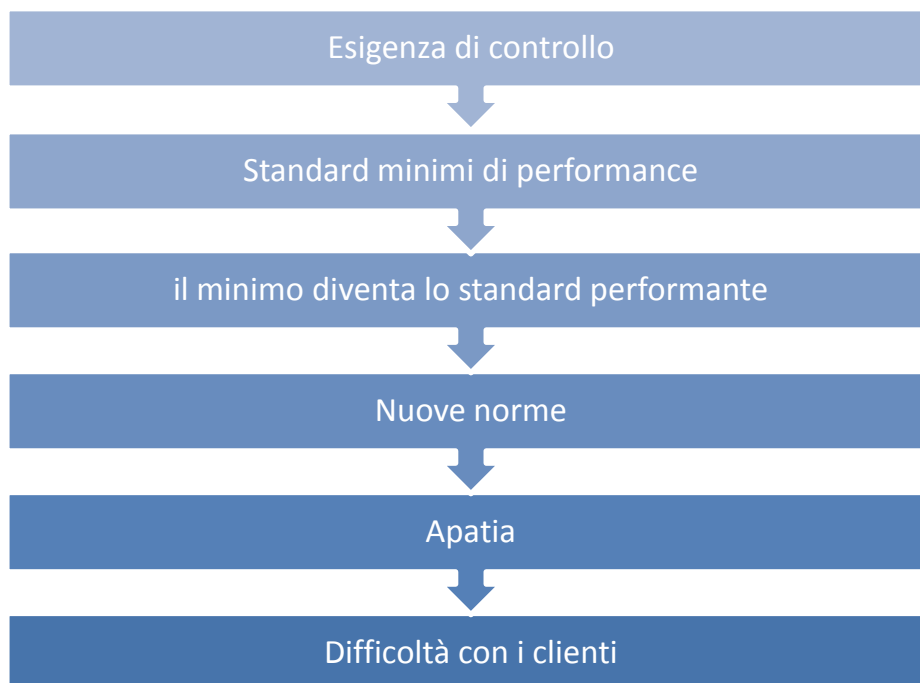 Esigenza di controllo
Standard minimi di performance
il minimo diventa lo standard performante
Nuove norme
Apatia
Difficoltà con i clienti